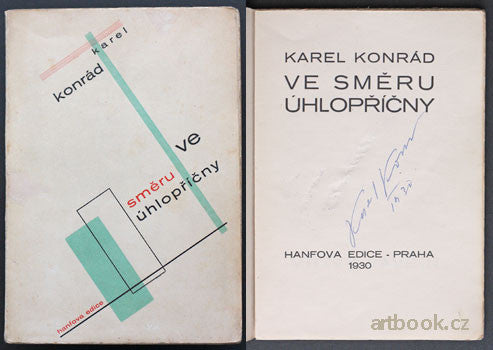 karel
konrád
ve
směru
úhlopříčny
hanfova edice
KAREL KONRÁD
VE SMĚRU
ÚHLOPŘÍČNY
Karel Konrád
1930
HANFOVA EDICE - PRAHA
1930
artbook.cz